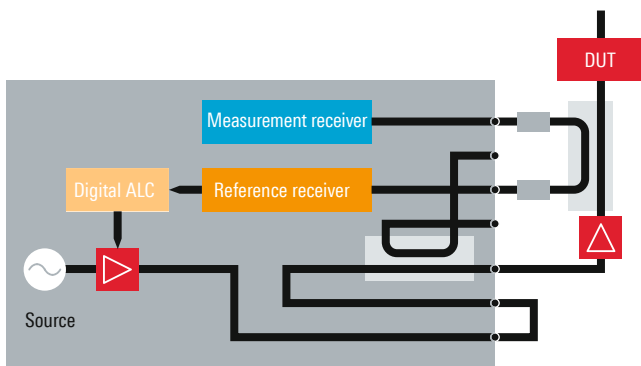 DUT
Measurement receiver
Digital ALC
Reference receiver
Source